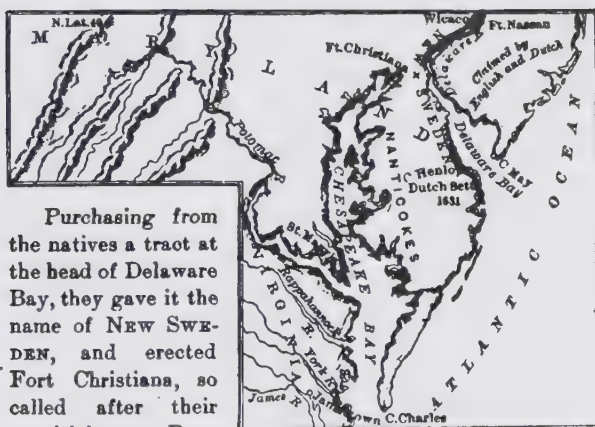 N. Lat. 40
M R Y L A N D
Wicaco
Ft. Nassau
Ft. Christiana
NEW SWEDEN
Delaware R.
Claimed by
English and Dutch
Potomac
Delaware Bay
C. May
C. Henlopen
Dutch Sett.
1631
NANTICOKES
CHESAPEAKE BAY
ATLANTIC OCEAN
St. Mary's
VIRGINIA
Rappahannock R.
York R.
James R
Jamestown
C. Charles
Purchasing from
the natives a tract at
the head of Delaware
Bay, they gave it the
name of NEW SWE-
DEN, and erected
Fort Christiana, so
called after their